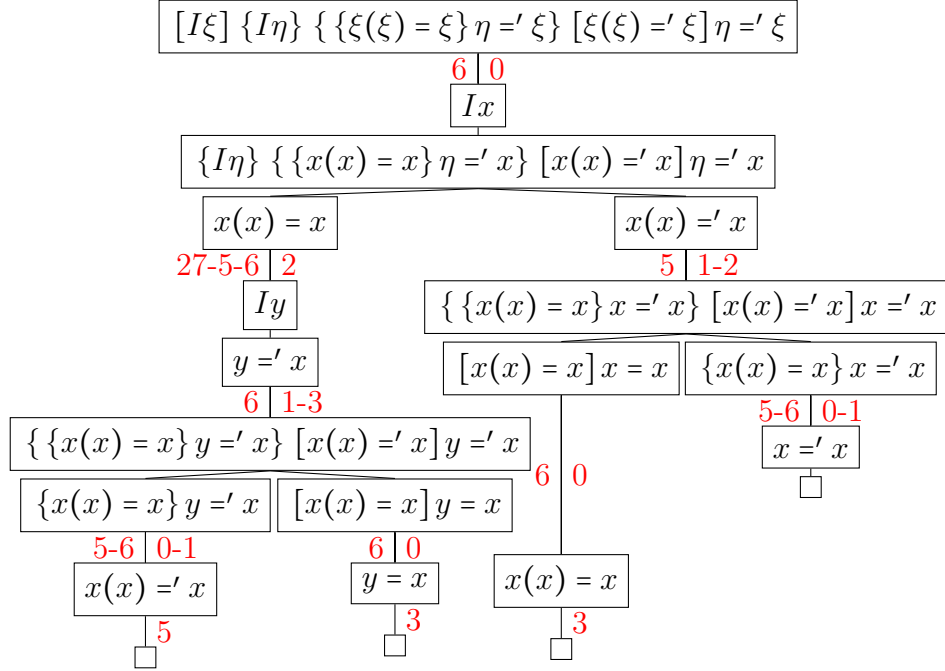 [Iξ] {Iη} { {ξ(ξ) = ξ} η =′ ξ} [ξ(ξ) =′ ξ] η =′ ξ
6 0
Ix
{Iη} { {x(x) = x} η =′ x} [x(x) =′ x] η =′ x
x(x) = x x(x) =′ x
27-5-6 2 5 1-2
Iy { {x(x) = x} x =′ x} [x(x) =′ x] x =′ x
y =′ x [x(x) = x] x = x {x(x) = x} x =′ x
6 1-3 5-6 0-1
{ {x(x) = x} y =′ x} [x(x) =′ x] y =′ x x =′ x
6 0
{x(x) = x} y =′ x [x(x) = x] y = x
5-6 0-1 6 0
x(x) =′ x y = x x(x) = x
5 3 3